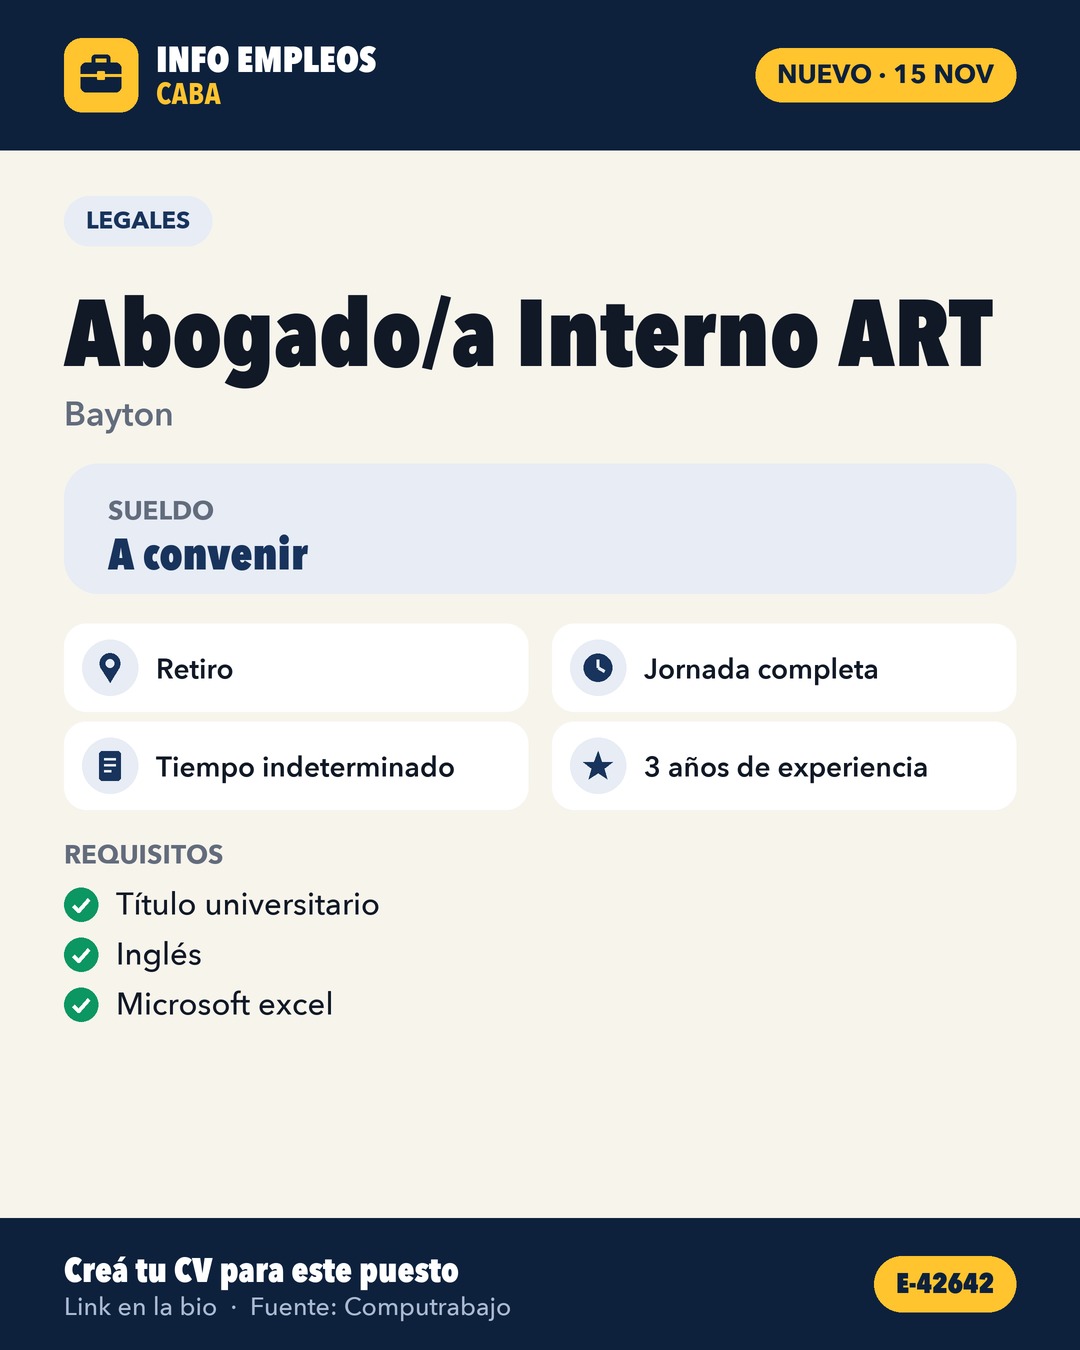 INFO EMPLEOS
CABA
NUEVO · 15 NOV
LEGALES
Abogado/a Interno ART
Bayton
SUELDO
A convenir
Retiro
Jornada completa
Tiempo indeterminado
3 años de experiencia
REQUISITOS
Título universitario
Inglés
Microsoft excel
Creá tu CV para este puesto
Link en la bio · Fuente: Computrabajo
E-42642